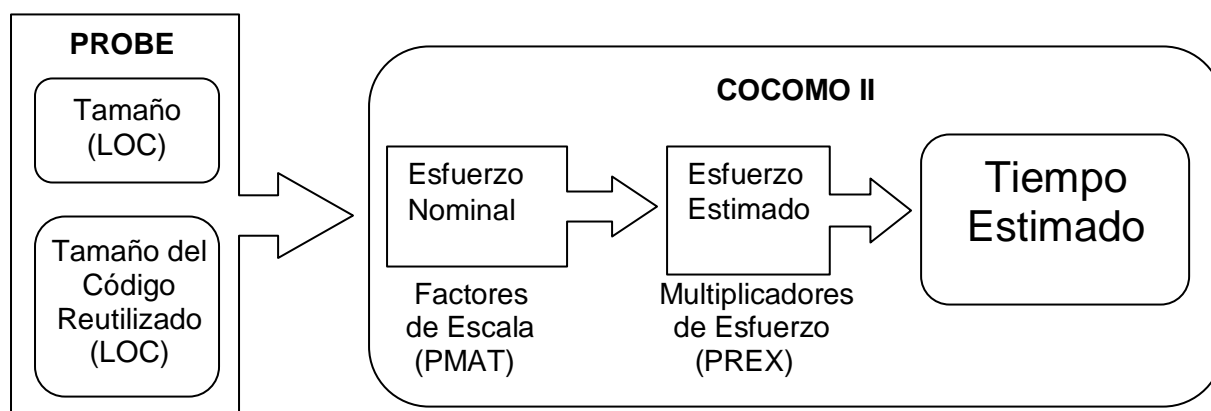 PROBE
Tamaño
(LOC)
Tamaño del
Código
Reutilizado
(LOC)
COCOMO II
Esfuerzo
Nominal
Factores
de Escala
(PMAT)
Esfuerzo
Estimado
Multiplicadores
de Esfuerzo
(PREX)
Tiempo
Estimado